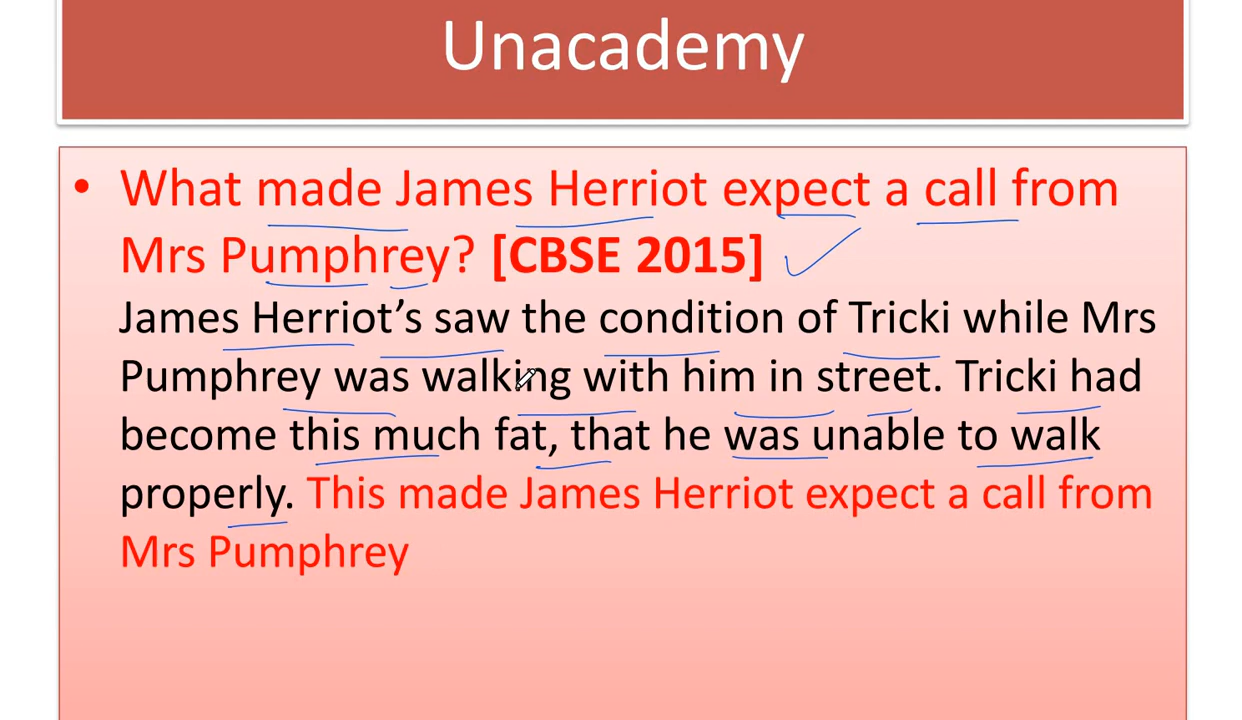 Unacademy
• What made James Herriot expect a call from
Mrs Pumphrey? [CBSE 2015]
James Herriot’s saw the condition of Tricki while Mrs
Pumphrey was walking with him in street. Tricki had
become this much fat, that he was unable to walk
properly. This made James Herriot expect a call from
Mrs Pumphrey